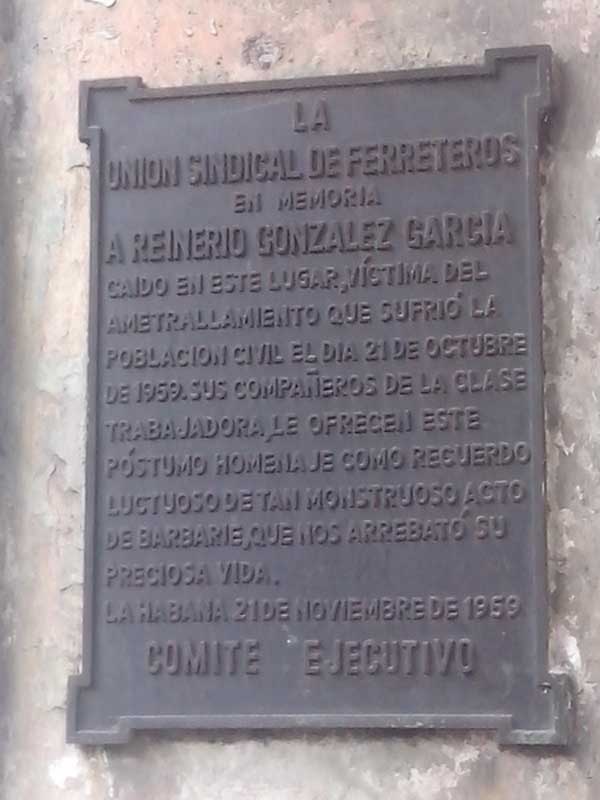 LA
UNION SINDICAL DE FERRETEROS
EN MEMORIA
A REINERIO GONZALEZ GARCIA
CAIDO EN ESTE LUGAR, VÍCTIMA DEL
AMETRALLAMIENTO QUE SUFRIÓ LA
POBLACION CIVIL EL DIA 21 DE OCTUBRE
DE 1959. SUS COMPAÑEROS DE LA CLASE
TRABAJADORA, LE OFRECEN ESTE
PÓSTUMO HOMENAJE COMO RECUERDO
LUCTUOSO DE TAN MONSTRUOSO ACTO
DE BARBARIE, QUE NOS ARREBATÓ SU
PRECIOSA VIDA.
LA HABANA 21 DE NOVIEMBRE DE 1959
COMITE EJECUTIVO